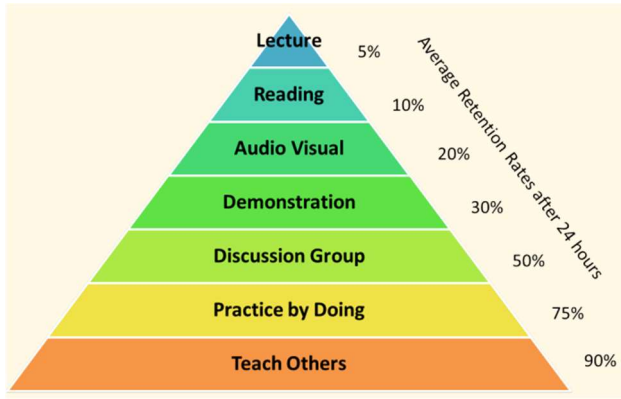 Lecture
5%
Reading
10%
Audio Visual
20%
Demonstration
30%
Discussion Group
50%
Practice by Doing
75%
Teach Others
90%
Average Retention Rates after 24 hours